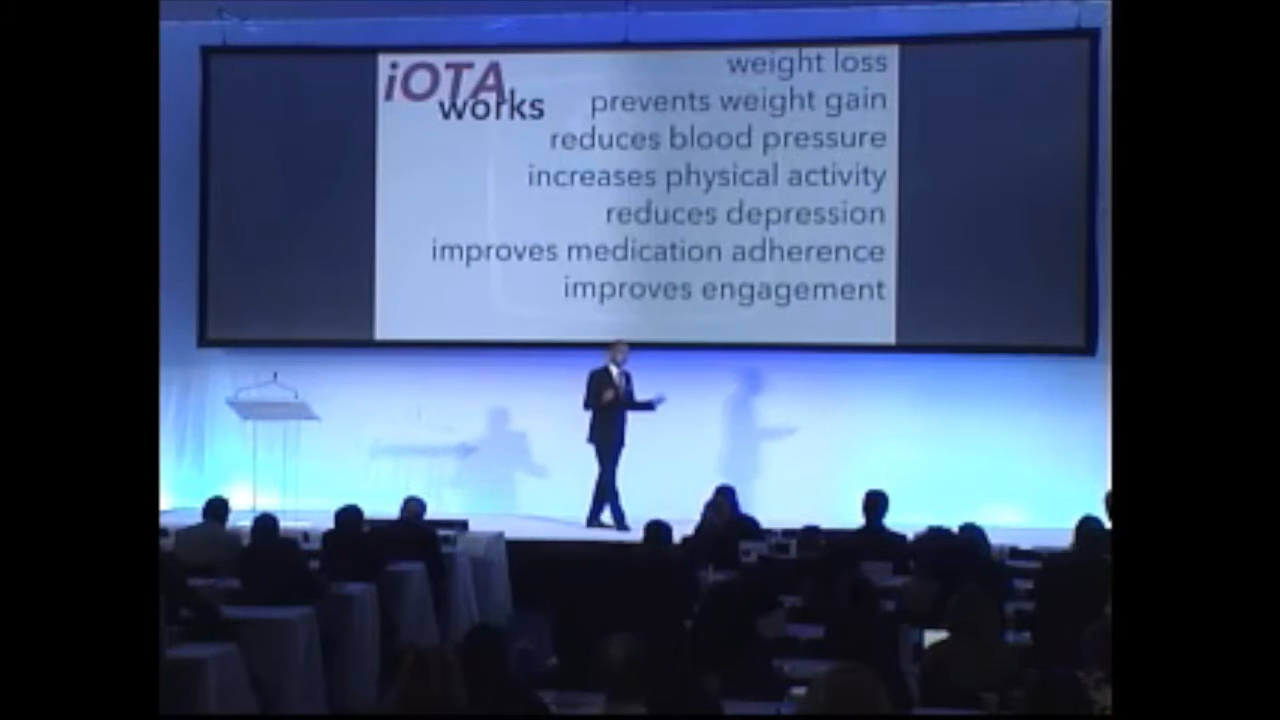 iOTA
works
weight loss
prevents weight gain
reduces blood pressure
increases physical activity
reduces depression
improves medication adherence
improves engagement